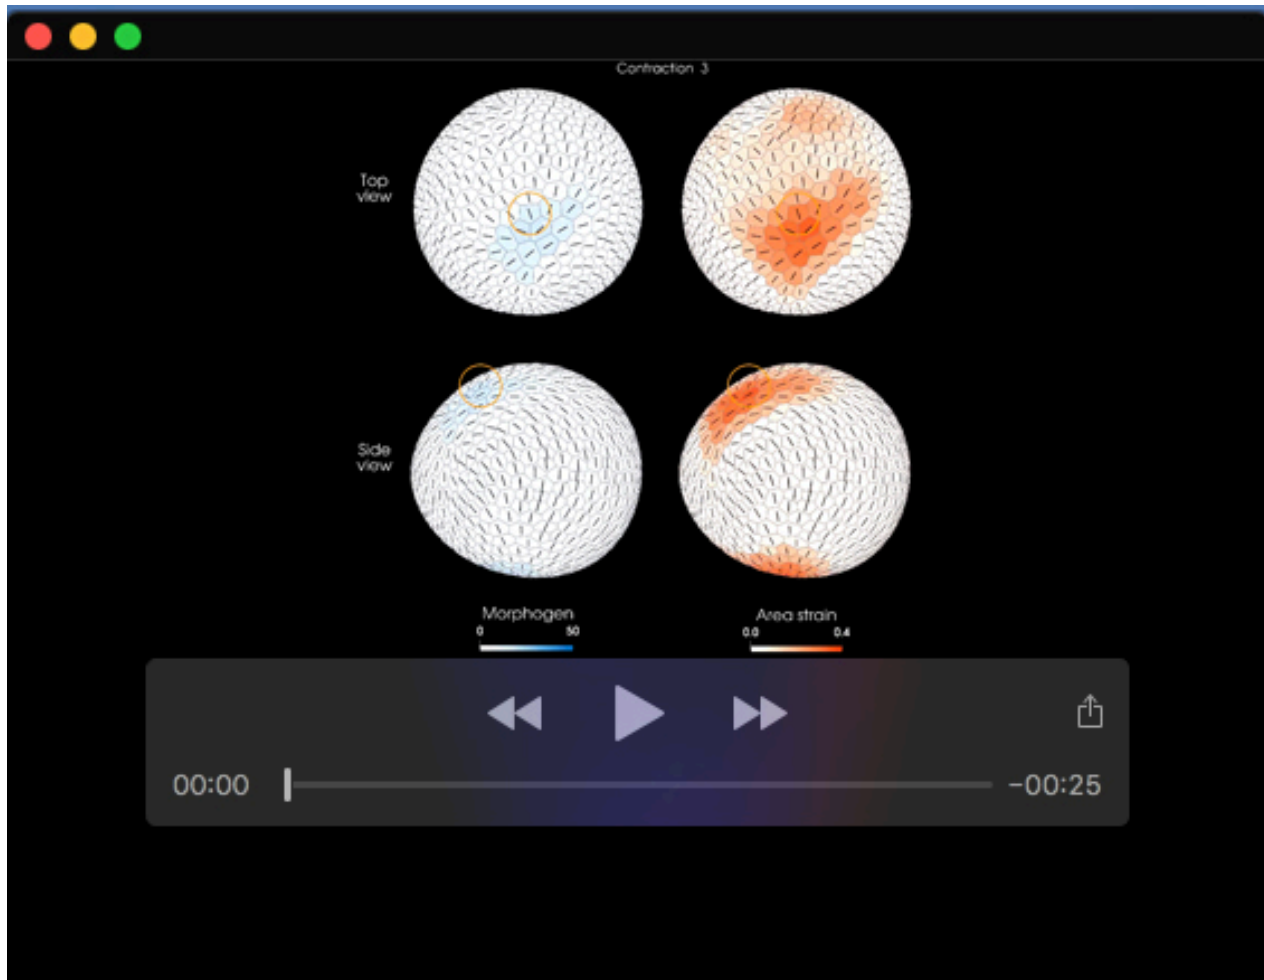 Contraction 3
Top
view
Side
view
Morphogen
0 50
Area strain
0.0 0.4
00:00
-00:25